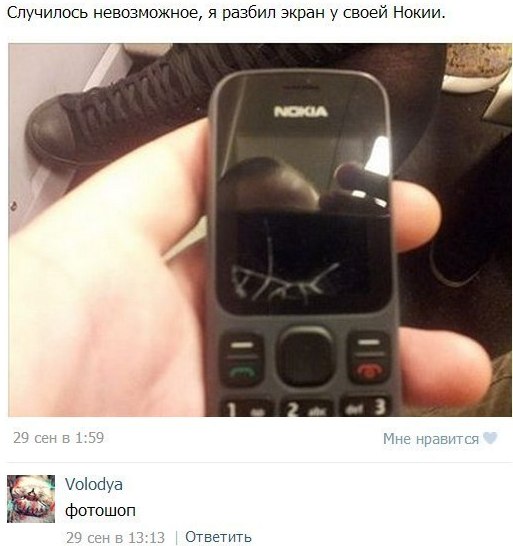 Случилось невозможное, я разбил экран у своей Нокии.
NOKIA
1
2 abc
def 3
29 сен в 1:59
Мне нравится
Volodya
фотошоп
29 сен в 13:13 | Ответить